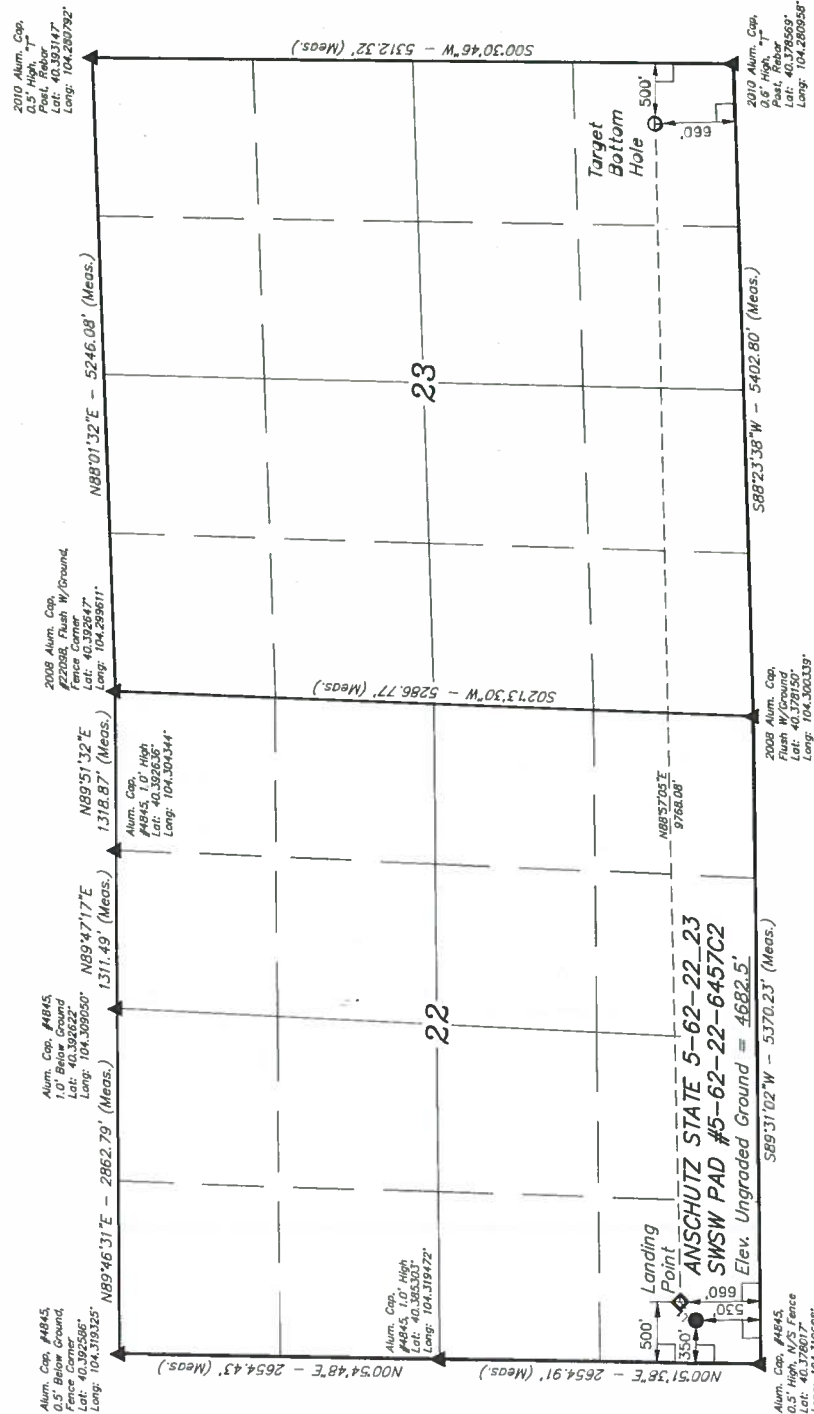 Alum. Cap, #4845,
0.5' Below Ground,
Fence Corner
Lat: 40.392586°
Long: 104.319325°
N89°46'31"E - 2862.79' (Meas.)
Alum. Cap, #4845,
1.0' Below Ground
Lat: 40.392622°
Long: 104.309050°
N89°47'17"E
1311.49' (Meas.)
Alum. Cap,
#4845, 1.0' High
Lat: 40.392636°
Long: 104.304344°
N89°51'32"E
1318.87' (Meas.)
2008 Alum. Cap,
#22098, Flush W/Ground,
Fence Corner
Lat: 40.392647°
Long: 104.299611°
N88°01'32"E - 5246.08' (Meas.)
2010 Alum. Cap,
0.5' High, "T"
Post, Rebar
Lat: 40.393147°
Long: 104.280792°
N00°54'48"E - 2654.43' (Meas.)
Alum. Cap,
#4845, 1.0' High
Lat: 40.385303°
Long: 104.319472°
N00°51'38"E - 2654.91' (Meas.)
22
S02°13'30"W - 5286.77' (Meas.)
23
S00°30'46"W - 5312.32' (Meas.)
Landing
Point
500'
350'
660'
530'
ANSCHUTZ STATE 5-62-22_23
SWSW PAD #5-62-22-6457C2
Elev. Ungraded Ground = 4682.5'
N88°57'05"E
9768.08'
Target
Bottom
Hole
500'
660'
Alum. Cap, #4845,
0.5' High, N/S Fence
Lat: 40.378017°
S89°31'02"W - 5370.23' (Meas.)
2008 Alum. Cap,
Flush W/Ground
Lat: 40.378150°
Long: 104.300339°
S88°23'38"W - 5402.80' (Meas.)
2010 Alum. Cap,
0.6' High, "T"
Post, Rebar
Lat: 40.378569°
Long: 104.280958°